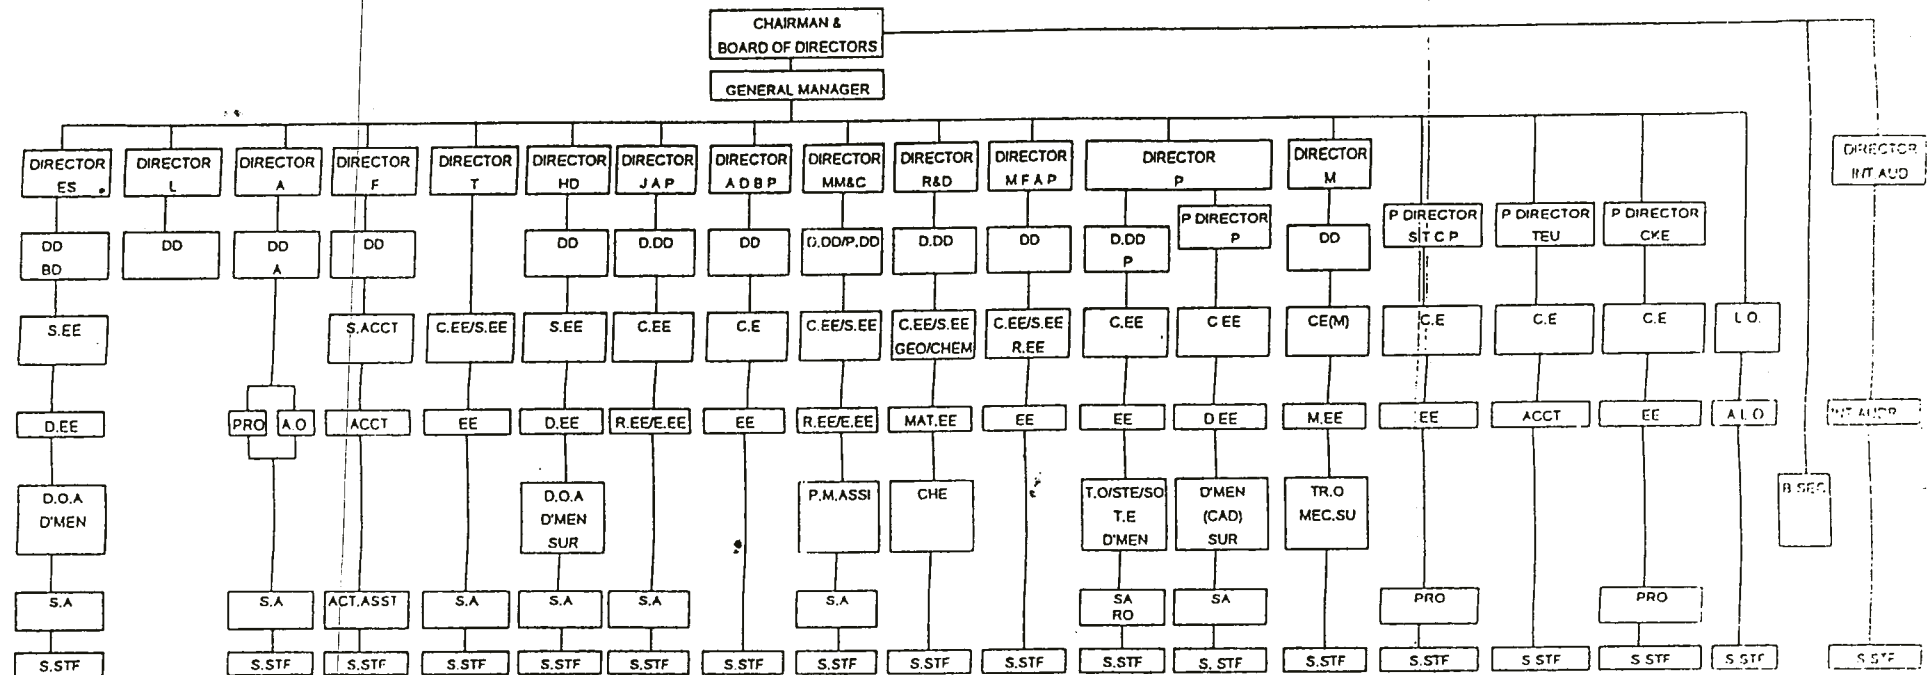 CHAIRMAN &
BOARD OF DIRECTORS
GENERAL MANAGER
DIRECTOR
ES
DIRECTOR
L
DIRECTOR
A
DIRECTOR
F
DIRECTOR
T
DIRECTOR
HD
DIRECTOR
J A P
DIRECTOR
A D B P
DIRECTOR
MM&C
DIRECTOR
R&D
DIRECTOR
M F A P
DIRECTOR
P
DIRECTOR
M
DIRECTOR
INT.AUD
P DIRECTOR
P
P DIRECTOR
S T C P
P DIRECTOR
TEU
P DIRECTOR
CKE
DD
BD
DD
DD
A
DD
DD
D.DD
DD
D.DD/P.DD
D.DD
DD
D.DD
P
DD
S.EE
S.ACCT
C.EE/S.EE
S.EE
C.EE
C.E
C.EE/S.EE
C.EE/S.EE
GEO/CHEM
C.EE/S.EE
R.EE
C.EE
C EE
CE(M)
C.E
C.E
C.E
L O.
D.EE
PRO
A.O
ACCT
EE
D.EE
R.EE/E.EE
EE
R.EE/E.EE
MAT.EE
EE
EE
D EE
M.EE
EE
ACCT
EE
A.L.O
INT AUDR
D.O.A
D'MEN
D.O.A
D'MEN
SUR
P.M.ASSI
CHE
T.O/STE/SO
T.E
D'MEN
D'MEN
(CAD)
SUR
TR.O
MEC.SU
B SEC
S.A
S.A
ACT.ASST
S.A
S.A
S.A
S.A
SA
RO
SA
PRO
PRO
S.STF
S.STF
S.STF
S.STF
S.STF
S.STF
S.STF
S.STF
S.STF
S.STF
S.STF
S. STF
S.STF
S.STF
S STF
S STF
S STF
S STF